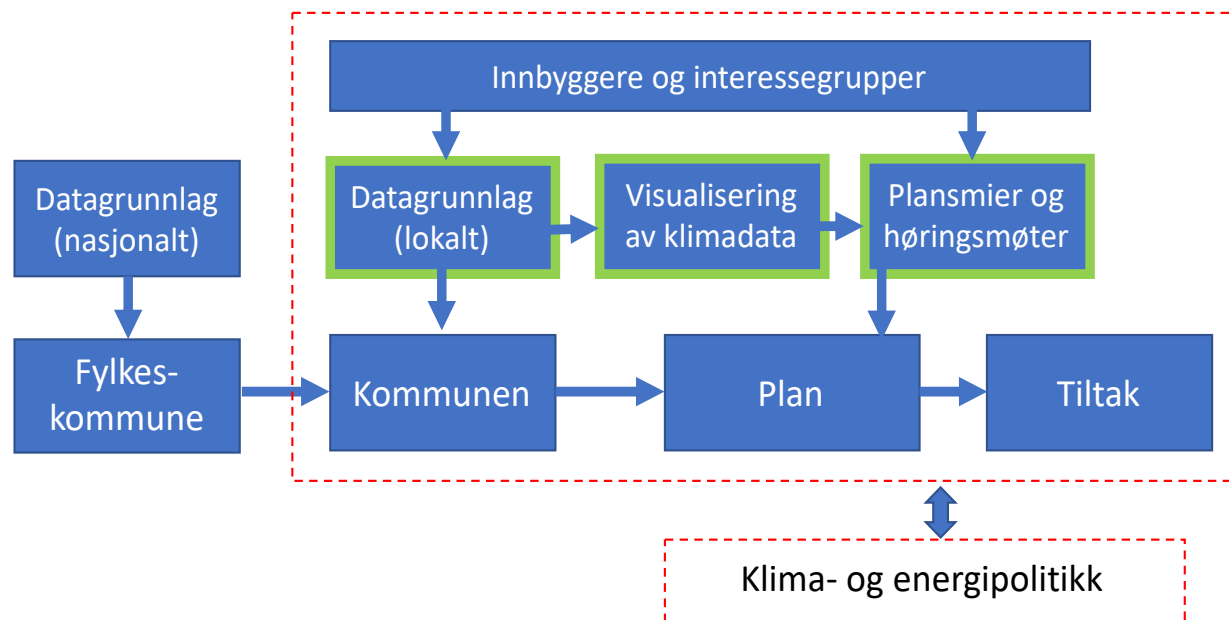 Innbyggere og interessegrupper
Datagrunnlag
(nasjonalt)
Datagrunnlag
(lokalt)
Visualisering
av klimadata
Plansmier og
høringsmøter
Fylkes-
kommune
Kommunen
Plan
Tiltak
Klima- og energipolitikk